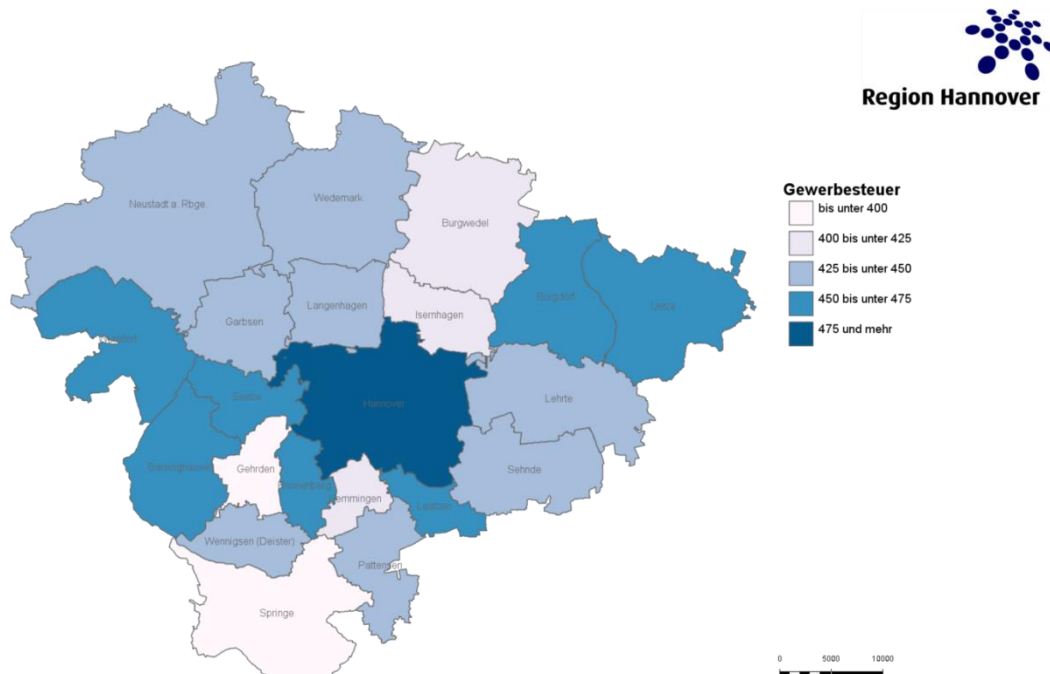 Region Hannover
Gewerbesteuer
bis unter 400
400 bis unter 425
425 bis unter 450
450 bis unter 475
475 und mehr
Neustadt a. Rbge.
Wedemark
Burgwedel
Burgdorf
Uetze
Garbsen
Langenhagen
Isernhagen
Seelze
Hannover
Lehrte
Barsinghausen
Gehrden
Ronnenberg
Hemmingen
Laatzen
Sehnde
Wennigsen (Deister)
Pattensen
Springe
0 5000 10000